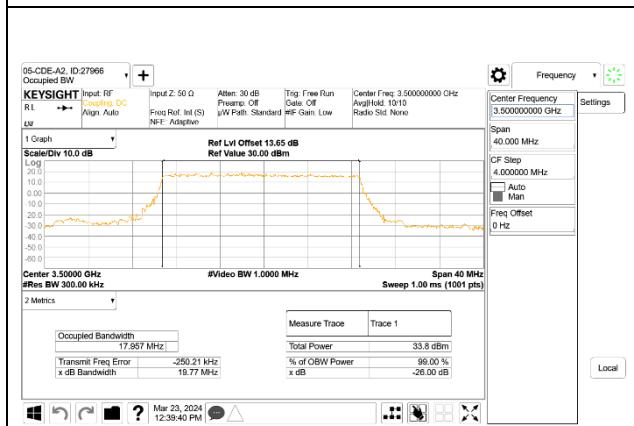 05-CDE-A2, ID:27966
Occupied BW
Frequency
KEYSIGHT
Input: RF
Input Z: 50 Ω
Atten: 30 dB
Trig: Free Run
Center Freq: 3.500000000 GHz
R L
Coupling: DC
Preamp: Off
Gate: Off
Avg|Hold: 10/10
Align: Auto
Freq Ref: Int (S)
µW Path: Standard
#IF Gain: Low
Radio Std: None
NFE: Adaptive
Center Frequency
3.500000000 GHz
Settings
Span
40.000 MHz
CF Step
4.000000 MHz
Auto
Man
Freq Offset
0 Hz
1 Graph
Ref Lvl Offset 13.65 dB
Scale/Div 10.0 dB
Ref Value 30.00 dBm
Log
20.0
10.0
0.00
-10.0
-20.0
-30.0
-40.0
-50.0
-60.0
Center 3.50000 GHz
#Video BW 1.0000 MHz
Span 40 MHz
#Res BW 300.00 kHz
Sweep 1.00 ms (1001 pts)
2 Metrics
Measure Trace
Trace 1
Occupied Bandwidth
17.957 MHz
Total Power
33.8 dBm
Transmit Freq Error
-250.21 kHz
% of OBW Power
99.00 %
x dB Bandwidth
19.77 MHz
x dB
-26.00 dB
Local
Mar 23, 2024
12:39:40 PM